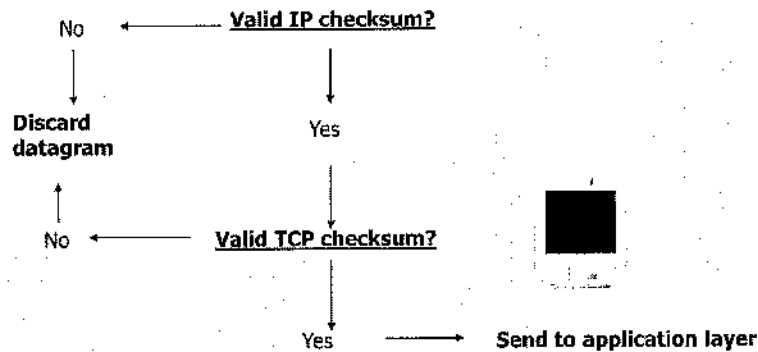 No
Valid IP checksum?
Discard
datagram
Yes
No
Valid TCP checksum?
Yes
Send to application layer